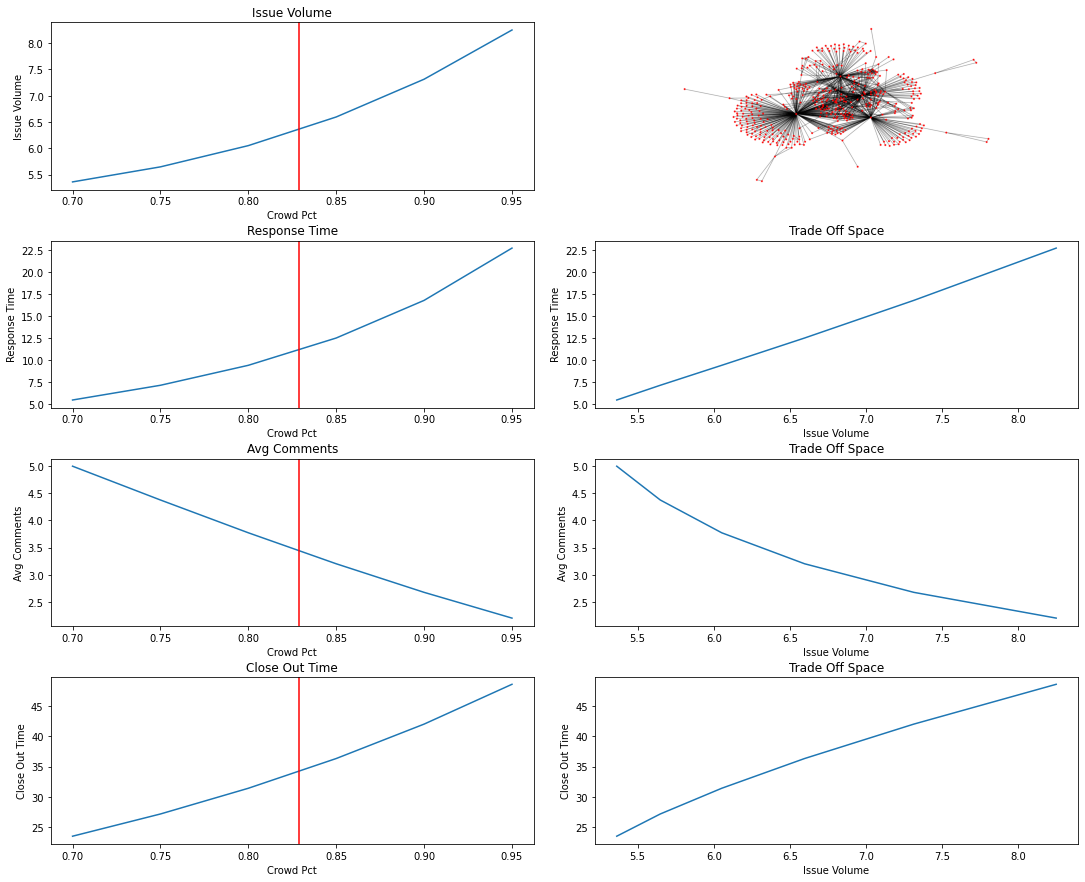 Issue Volume
Issue Volume
8.0
7.5
7.0
6.5
6.0
5.5
0.70 0.75 0.80 0.85 0.90 0.95
Crowd Pct
Response Time
Response Time
22.5
20.0
17.5
15.0
12.5
10.0
7.5
5.0
0.70 0.75 0.80 0.85 0.90 0.95
Crowd Pct
Trade Off Space
Response Time
22.5
20.0
17.5
15.0
12.5
10.0
7.5
5.0
5.5 6.0 6.5 7.0 7.5 8.0
Issue Volume
Avg Comments
Avg Comments
5.0
4.5
4.0
3.5
3.0
2.5
0.70 0.75 0.80 0.85 0.90 0.95
Crowd Pct
Trade Off Space
Avg Comments
5.0
4.5
4.0
3.5
3.0
2.5
5.5 6.0 6.5 7.0 7.5 8.0
Issue Volume
Close Out Time
Close Out Time
45
40
35
30
25
0.70 0.75 0.80 0.85 0.90 0.95
Crowd Pct
Trade Off Space
Close Out Time
45
40
35
30
25
5.5 6.0 6.5 7.0 7.5 8.0
Issue Volume